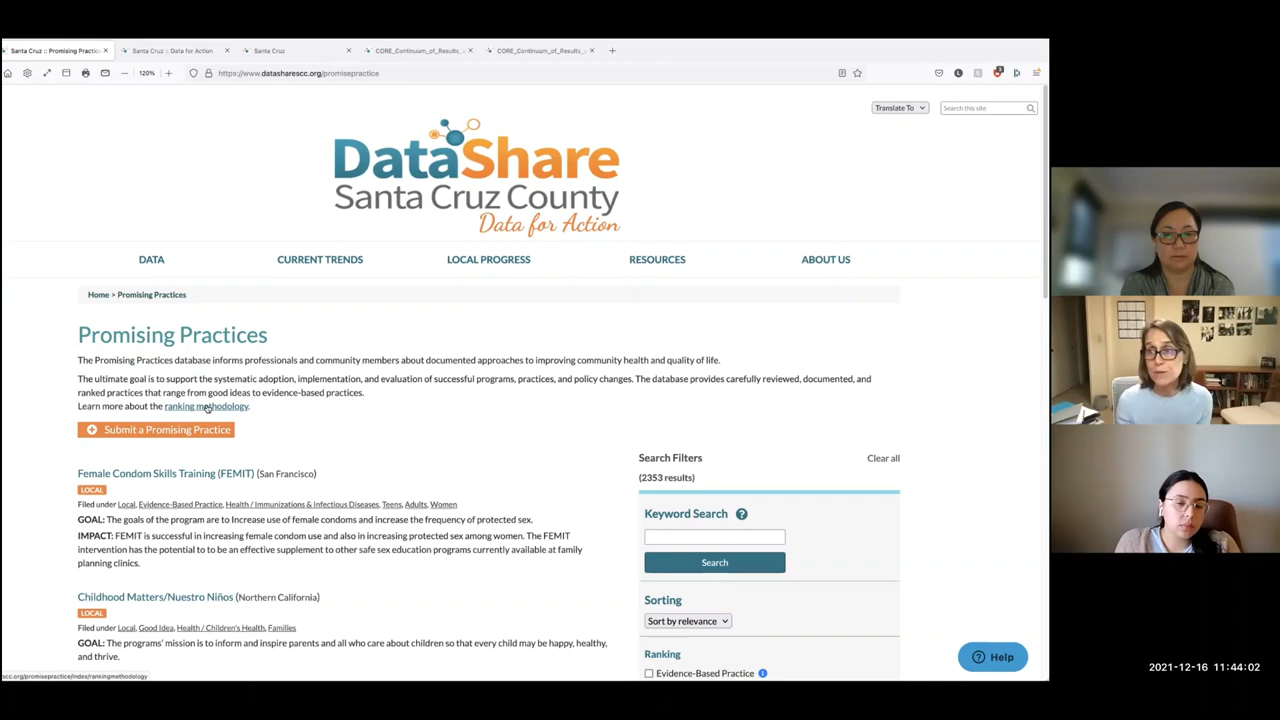 Santa Cruz :: Promising Practic
Santa Cruz :: Data for Action
Santa Cruz
CORE_Continuum_of_Results_
CORE_Continuum_of_Results_
120%
https://www.datasharescc.org/promisepractice
Translate To
Search this site
DataShare
Santa Cruz County
Data for Action
DATA
CURRENT TRENDS
LOCAL PROGRESS
RESOURCES
ABOUT US
Home > Promising Practices
Promising Practices
The Promising Practices database informs professionals and community members about documented approaches to improving community health and quality of life.
The ultimate goal is to support the systematic adoption, implementation, and evaluation of successful programs, practices, and policy changes. The database provides carefully reviewed, documented, and
ranked practices that range from good ideas to evidence-based practices.
Learn more about the ranking methodology.
Submit a Promising Practice
Female Condom Skills Training (FEMIT) (San Francisco)
LOCAL
Filed under Local, Evidence-Based Practice, Health / Immunizations & Infectious Diseases, Teens, Adults, Women
GOAL: The goals of the program are to Increase use of female condoms and increase the frequency of protected sex.
IMPACT: FEMIT is successful in increasing female condom use and also in increasing protected sex among women. The FEMIT
intervention has the potential to to be an effective supplement to other safe sex education programs currently available at family
planning clinics.
Childhood Matters/Nuestro Niños (Northern California)
LOCAL
Filed under Local, Good Idea, Health / Children's Health, Families
GOAL: The programs' mission is to inform and inspire parents and all who care about children so that every child may be happy, healthy,
and thrive.
Search Filters
Clear all
(2353 results)
Keyword Search ?
Search
Sorting
Sort by relevance
Ranking
Evidence-Based Practice
? Help
scc.org/promisepractice/index/rankingmethodology
2021-12-16 11:44:02